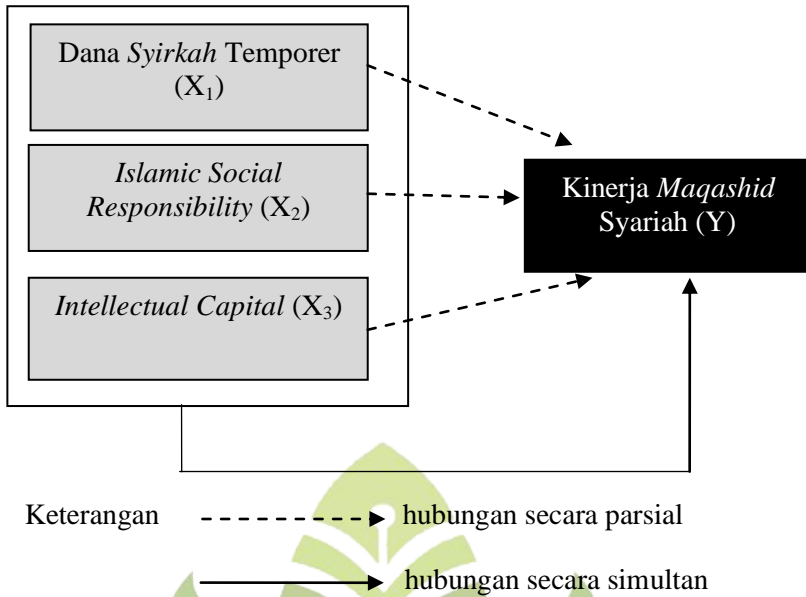 Dana Syirkah Temporer
(X₁)
Islamic Social
Responsibility (X₂)
Intellectual Capital (X₃)
Kinerja Maqashid
Syariah (Y)
Keterangan
hubungan secara parsial
hubungan secara simultan